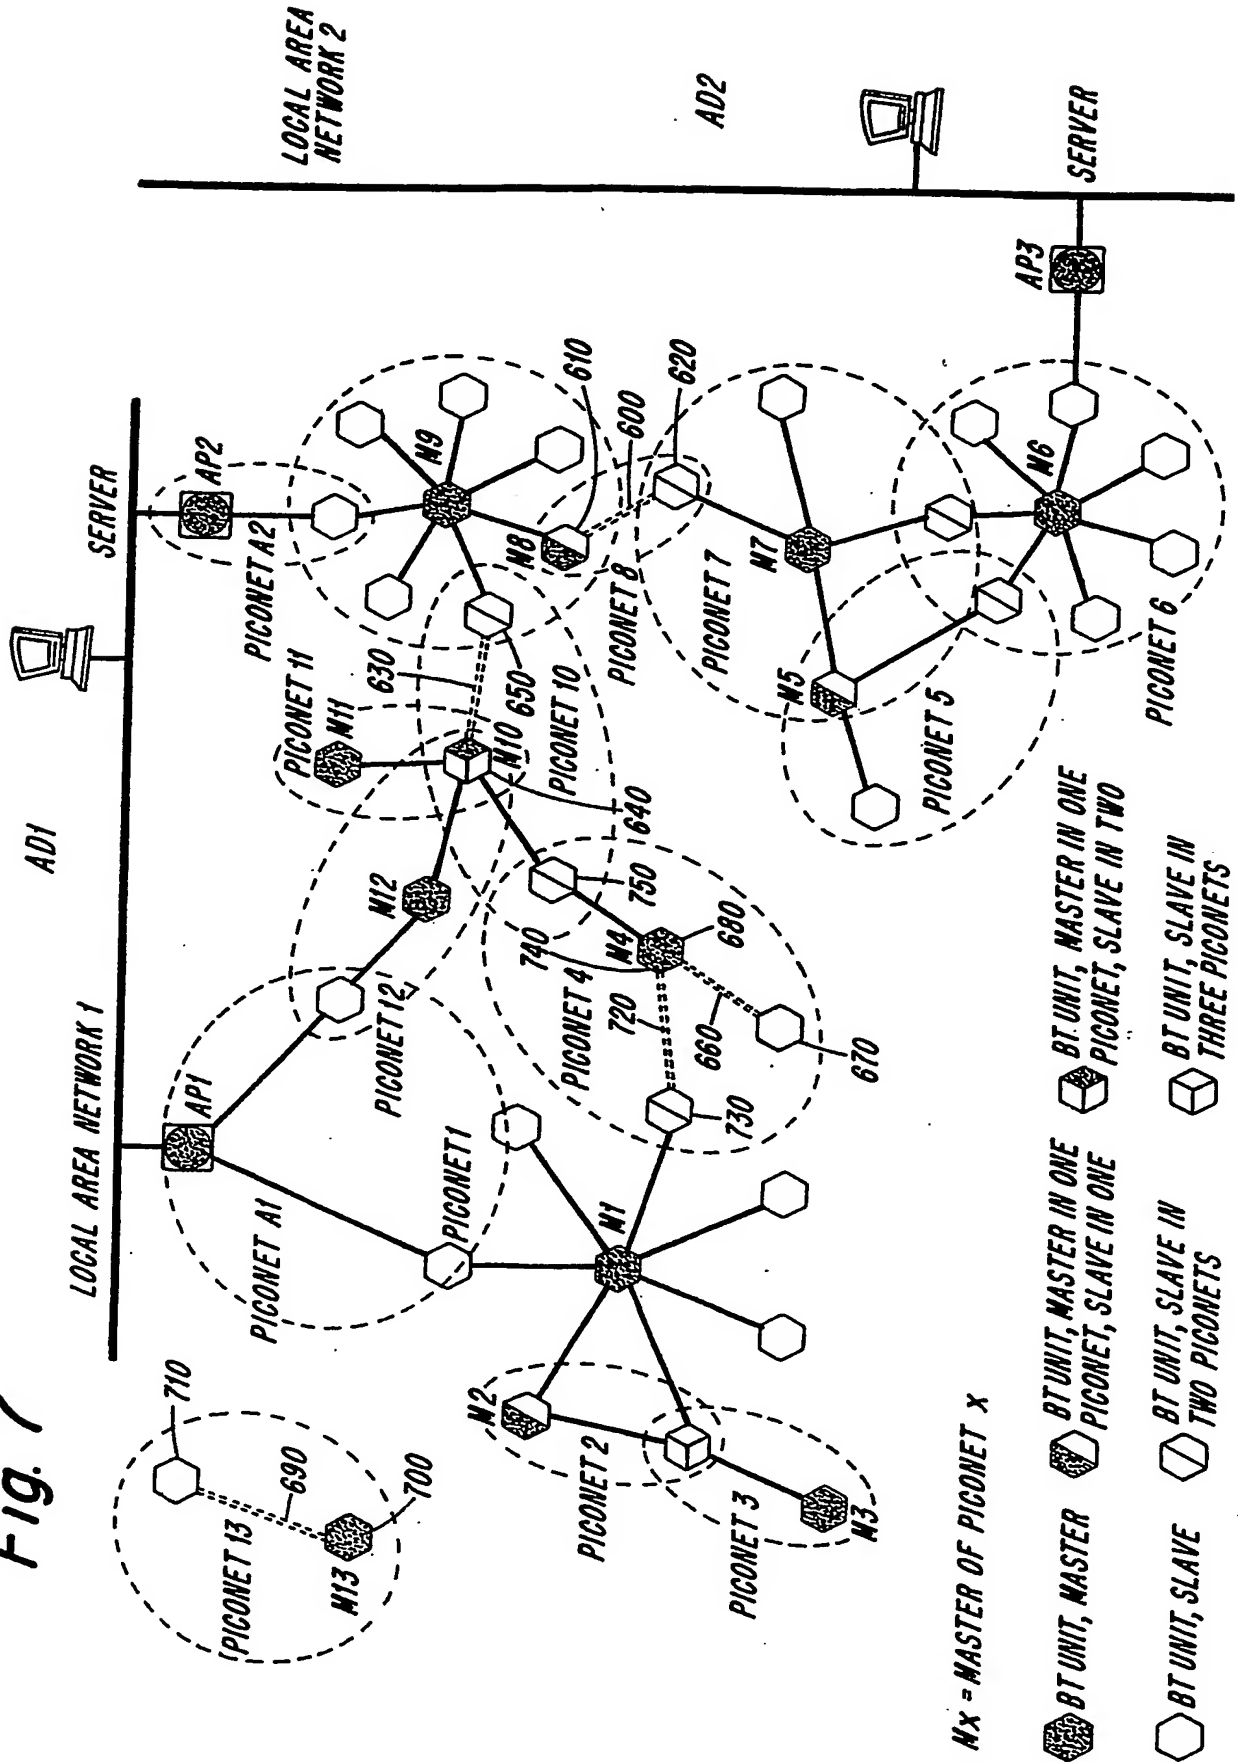 Fig. 7
LOCAL AREA NETWORK 1
AD1
SERVER
LOCAL AREA
NETWORK 2
AD2
SERVER
AP1
AP2
AP3
PICONET A2
PICONET A1
PICONET 11
M11
M9
M8
610
600
620
630
650
M10
PICONET 10
PICONET 8
640
M12
PICONET 12
PICONET 7
M7
M6
M5
PICONET 5
PICONET 6
750
740
M4
680
PICONET 4
720
660
670
730
PICONET 1
M1
M2
PICONET 2
PICONET 3
M3
710
690
700
PICONET 13
M13
Mx = MASTER OF PICONET X
BT UNIT, MASTER
BT UNIT, MASTER IN ONE
PICONET, SLAVE IN ONE
BT UNIT, MASTER IN ONE
PICONET, SLAVE IN TWO
BT UNIT, SLAVE
BT UNIT, SLAVE IN
TWO PICONETS
BT UNIT, SLAVE IN
THREE PICONETS